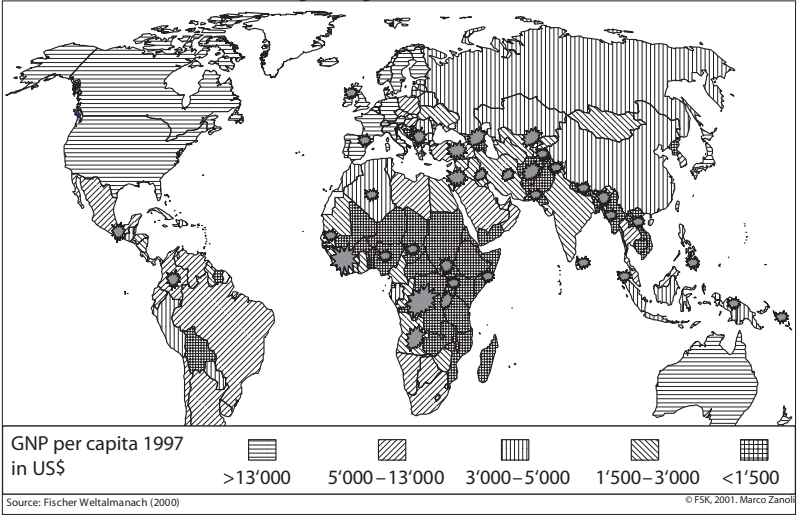 GNP per capita 1997
in US$
>13’000
5’000 – 13’000
3’000 – 5’000
1’500 – 3’000
<1’500
Source: Fischer Weltalmanach (2000)
© FSK, 2001. Marco Zanoli